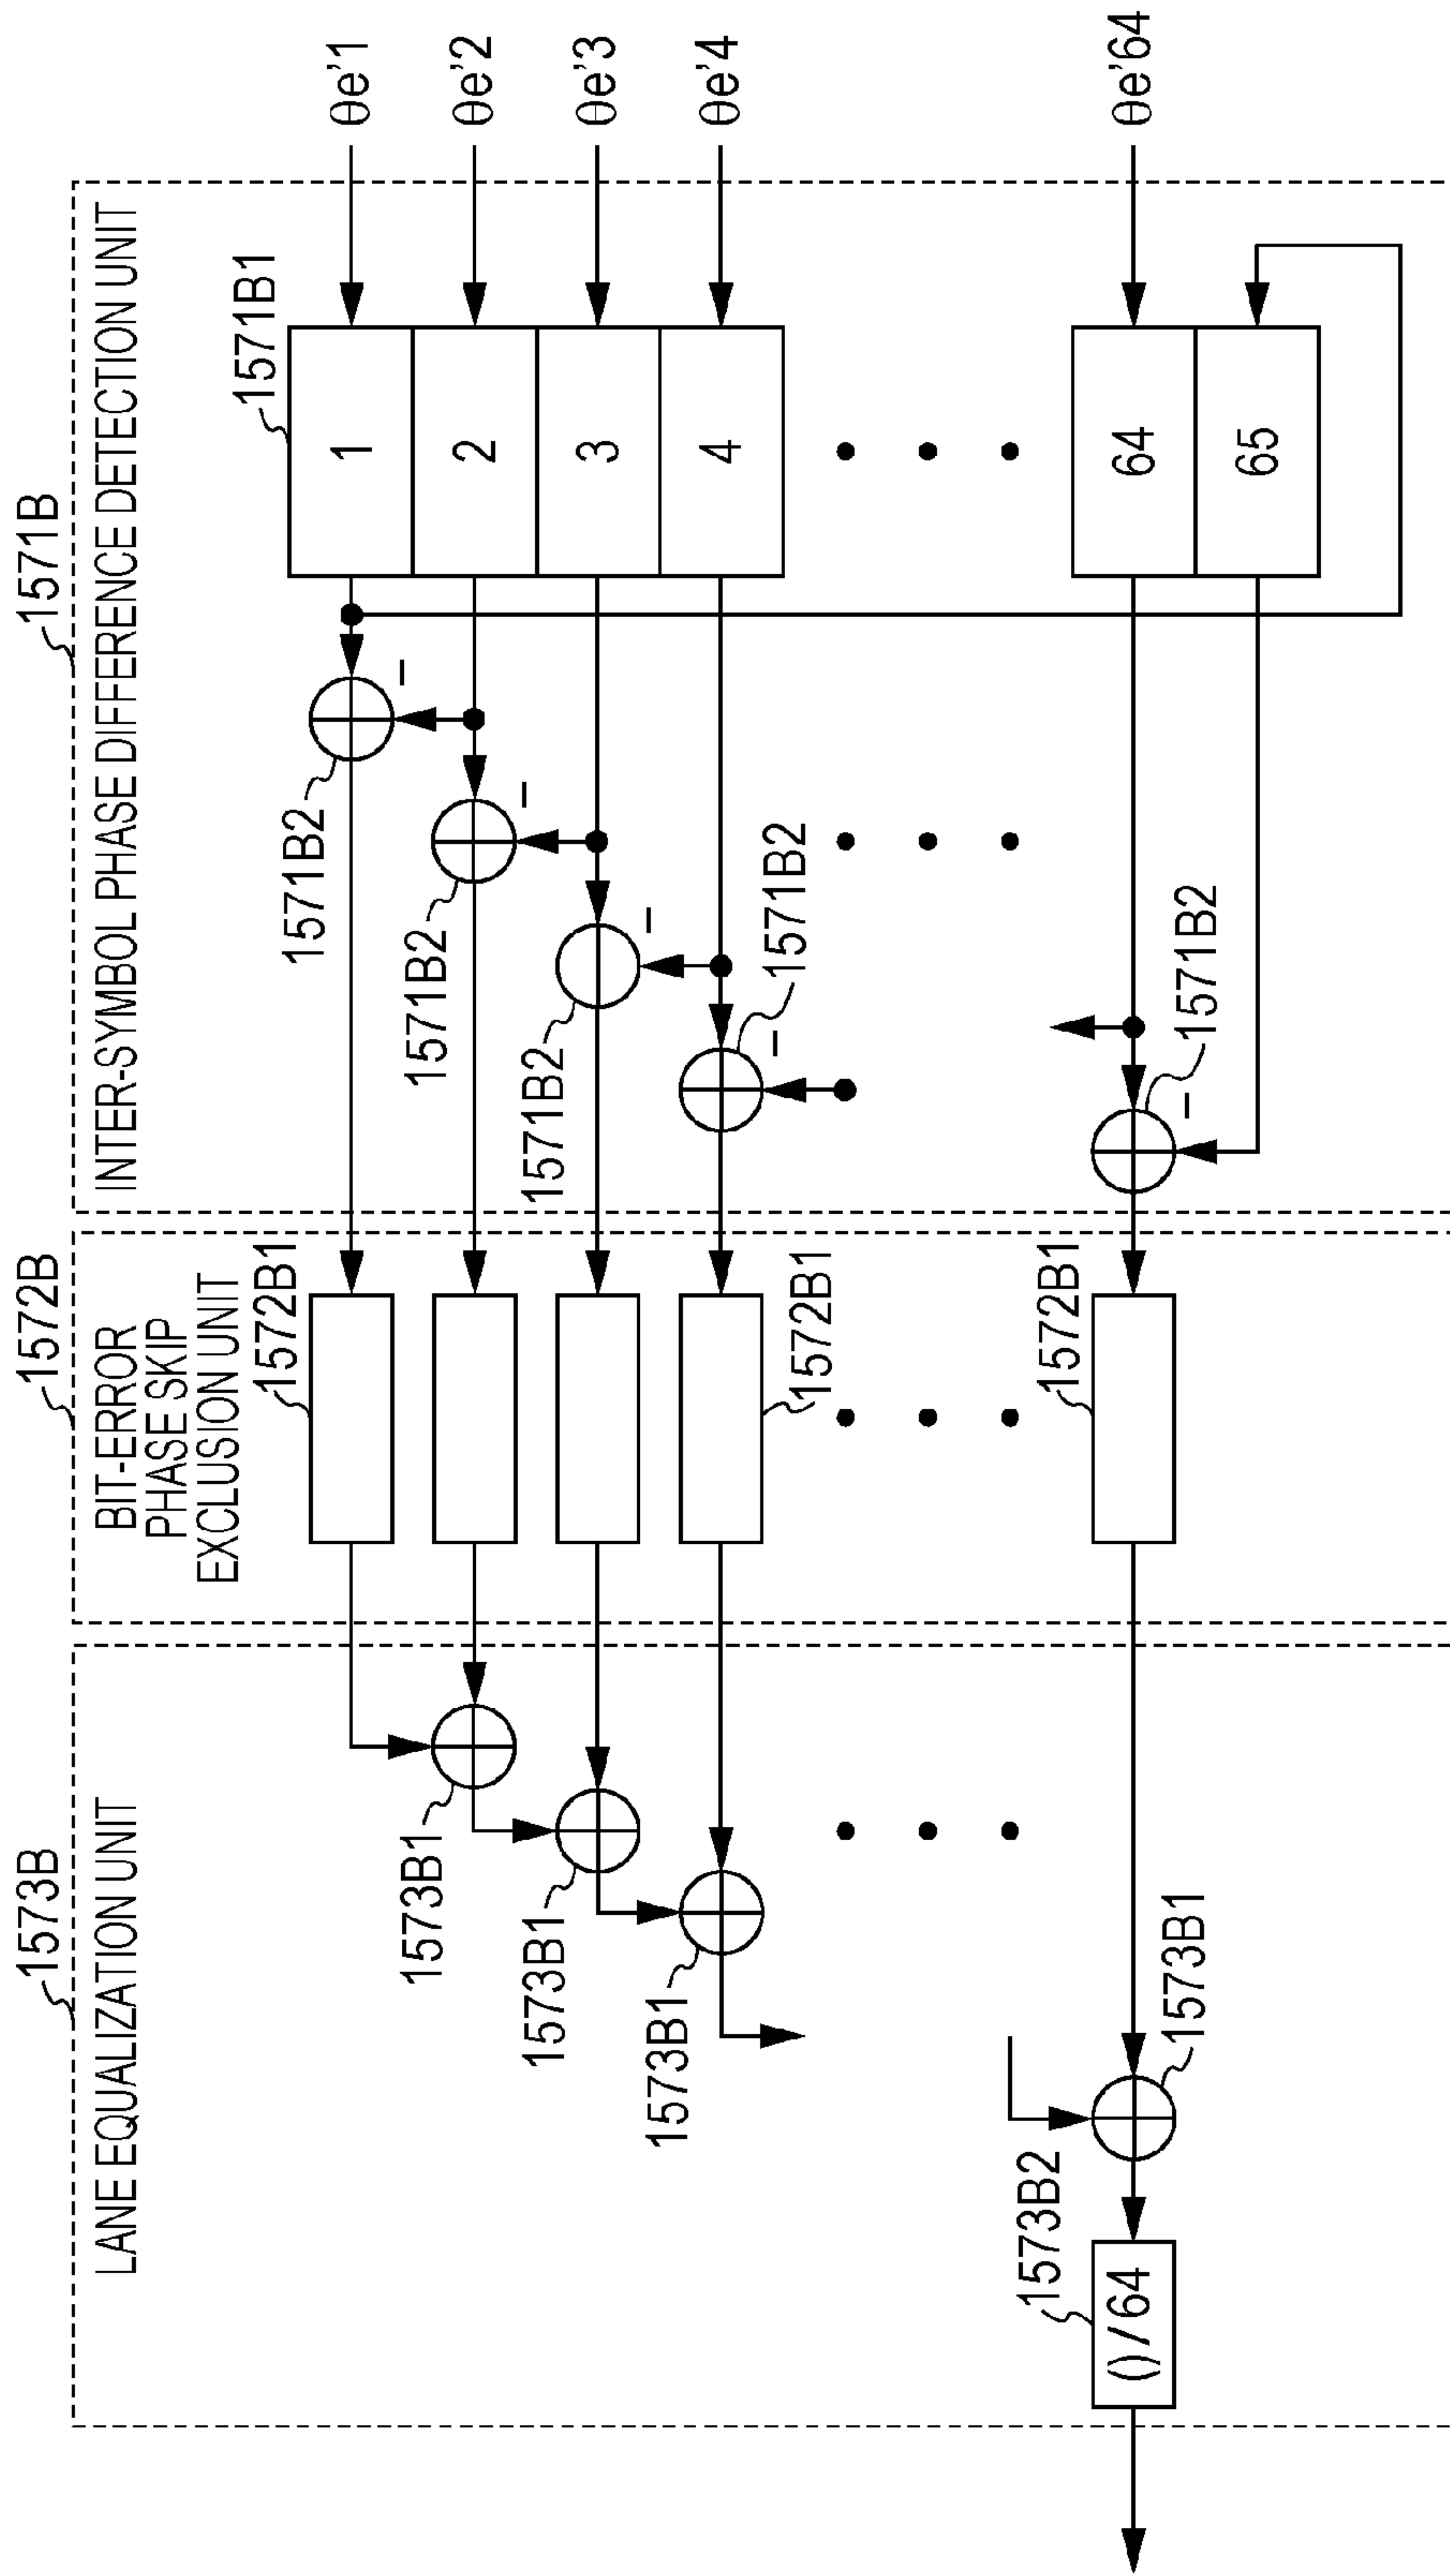 1573B
1572B
1571B
LANE EQUALIZATION UNIT
BIT-ERROR
PHASE SKIP
EXCLUSION UNIT
INTER-SYMBOL PHASE DIFFERENCE DETECTION UNIT
1572B1
1571B2
1571B1
1
θe'1
1573B1
1571B2
2
θe'2
1573B1
1571B2
3
θe'3
1573B1
1572B1
1571B2
4
θe'4
1573B2
( ) / 64
1573B1
1572B1
1571B2
64
θe'64
65
−
−
−
−
−